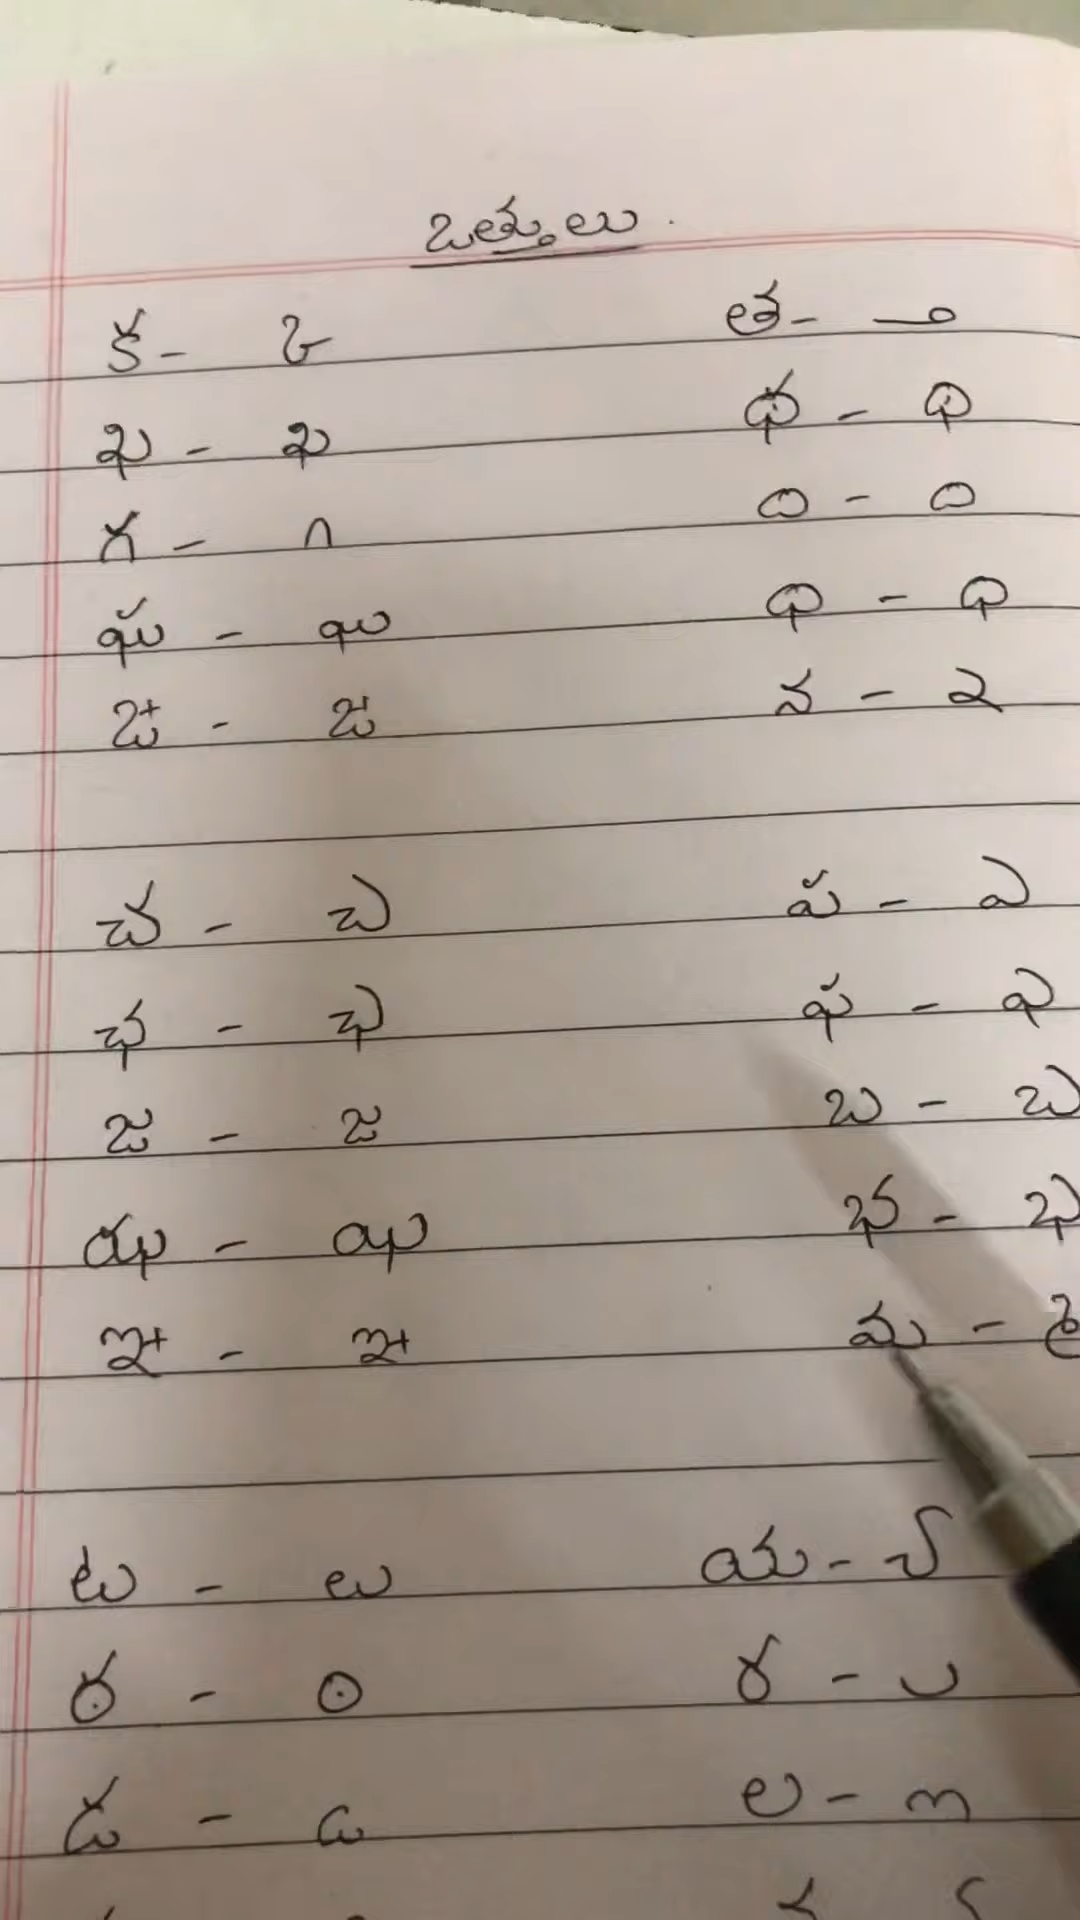 ఒత్తులు
క - ్క త - ్త
ఖ - ్ఖ థ - ్థ
గ - ్గ ద - ్ద
ఘ - ్ఘ ధ - ్ధ
ఙ - ్ఙ న - ్న
చ - ్చ ప - ్ప
ఛ - ్ఛ ఫ - ్ఫ
జ - ్జ బ - ్బ
ఝ - ్ఝ భ - ్భ
ఞ - ్ఞ మ - ్మ
ట - ్ట య - ్య
ఠ - ్ఠ ర - ్ర
డ - ్డ ల - ్ల